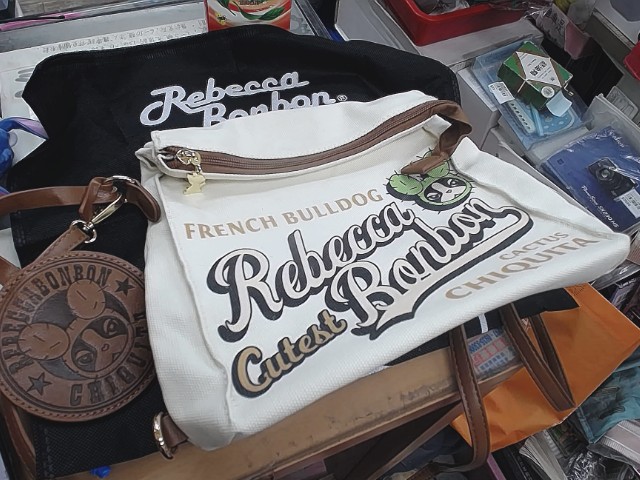 Rebecca
Bonbon®
FRENCH BULLDOG
Rebecca
Bonbon
CACTUS
CHIQUITA
Cutest
REBECCABONBON
CHIQUITA